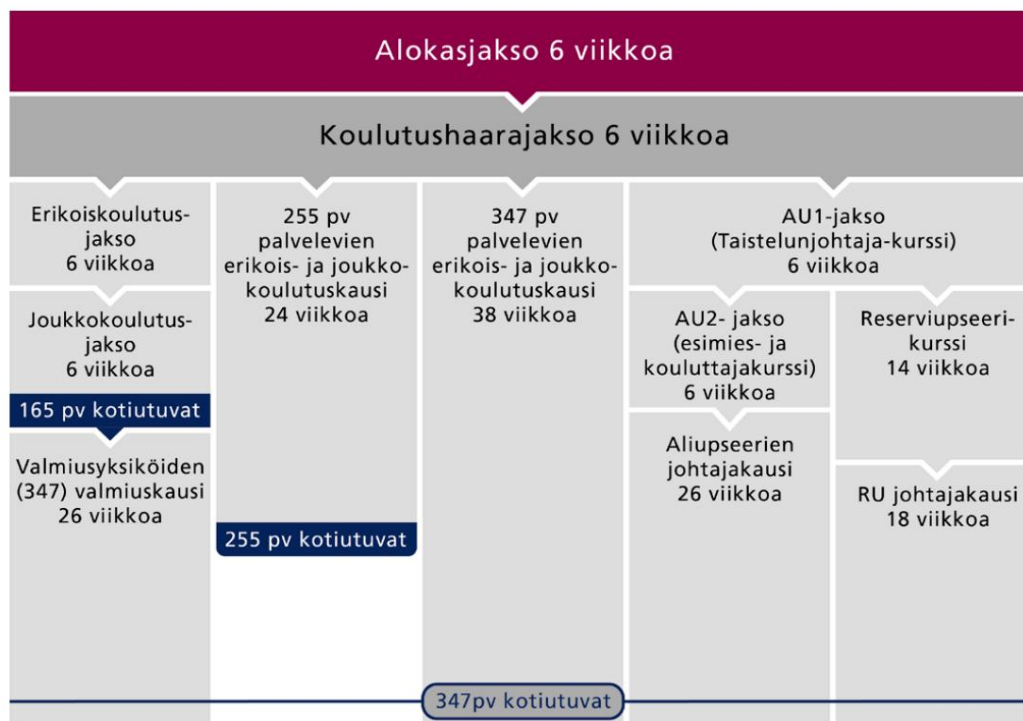 Alokasjakso 6 viikkoa
Koulutushaarajakso 6 viikkoa
Erikoiskoulutus-
jakso
6 viikkoa
Joukkokoulutus-
jakso
6 viikkoa
165 pv kotiutuvat
Valmiusyksiköiden
(347) valmiuskausi
26 viikkoa
255 pv
palvelevien
erikois- ja joukko-
koulutuskausi
24 viikkoa
255 pv kotiutuvat
347 pv
palvelevien
erikois- ja joukko-
koulutuskausi
38 viikkoa
AU1-jakso
(Taistelunjohtaja-kurssi)
6 viikkoa
AU2- jakso
(esimies- ja
kouluttajakurssi)
6 viikkoa
Aliupseerien
johtajakausi
26 viikkoa
Reserviupseeri-
kurssi
14 viikkoa
RU johtajakausi
18 viikkoa
347pv kotiutuvat